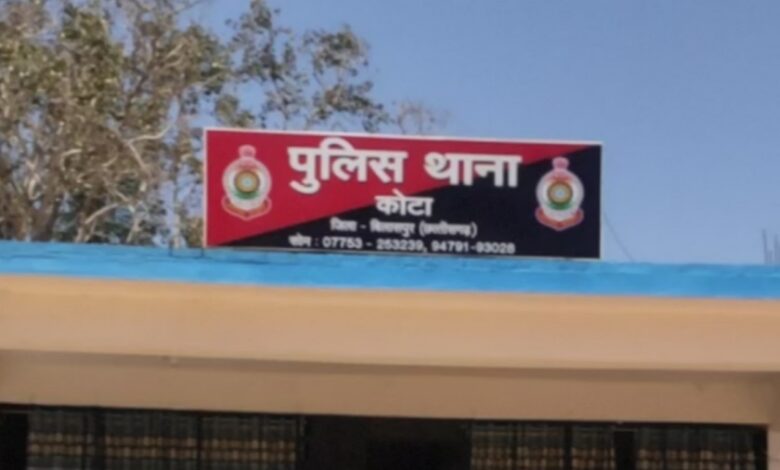 पुलिस थाना
कोटा
जिला - बिलासपुर (छत्तीसगढ़)
फोन : 07753 - 253239, 94791-93028